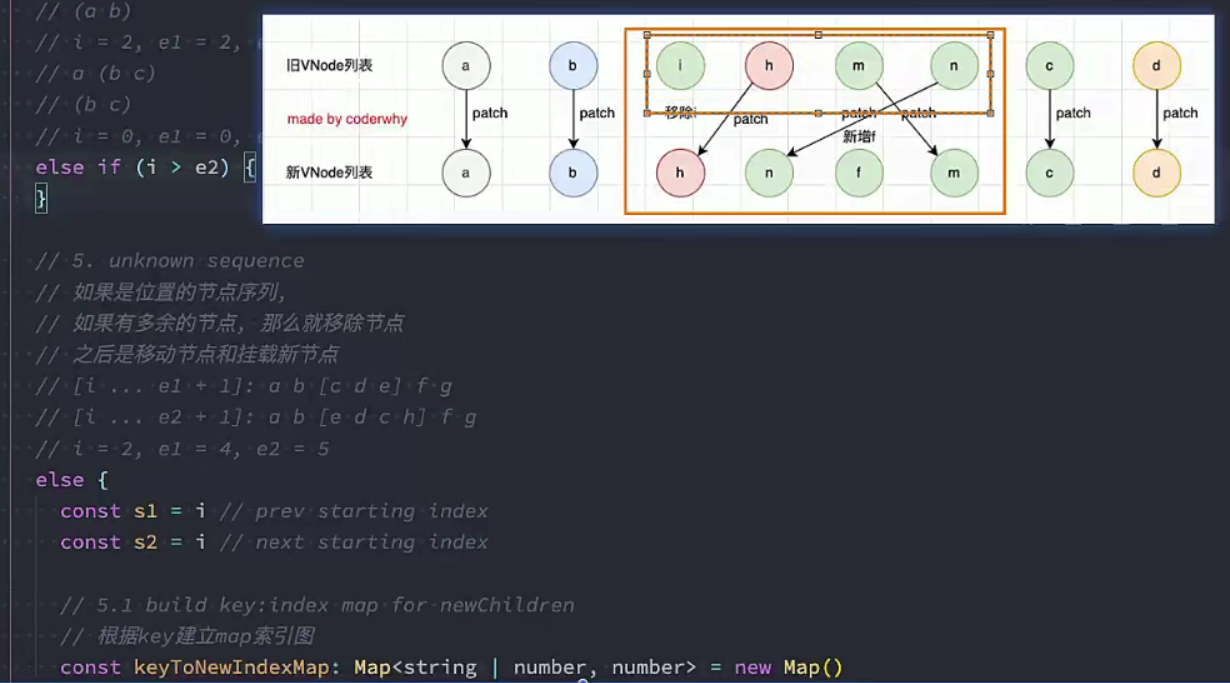 // (a b)
// i = 2, e1 = 2,
// a (b c)
// (b c)
// i = 0, e1 = 0,
else if (i > e2) {
}
旧VNode列表 a b i h m n c d
patch patch 移除i patch patch patch patch patch
made by coderwhy
新增f
新VNode列表 a b h n f m c d
// 5. unknown sequence
// 如果是位置的节点序列,
// 如果有多余的节点, 那么就移除节点
// 之后是移动节点和挂载新节点
// [i ... e1 + 1]: a b [c d e] f g
// [i ... e2 + 1]: a b [e d c h] f g
// i = 2, e1 = 4, e2 = 5
else {
const s1 = i // prev starting index
const s2 = i // next starting index
// 5.1 build key:index map for newChildren
// 根据key建立map索引图
const keyToNewIndexMap: Map<string | number, number> = new Map()